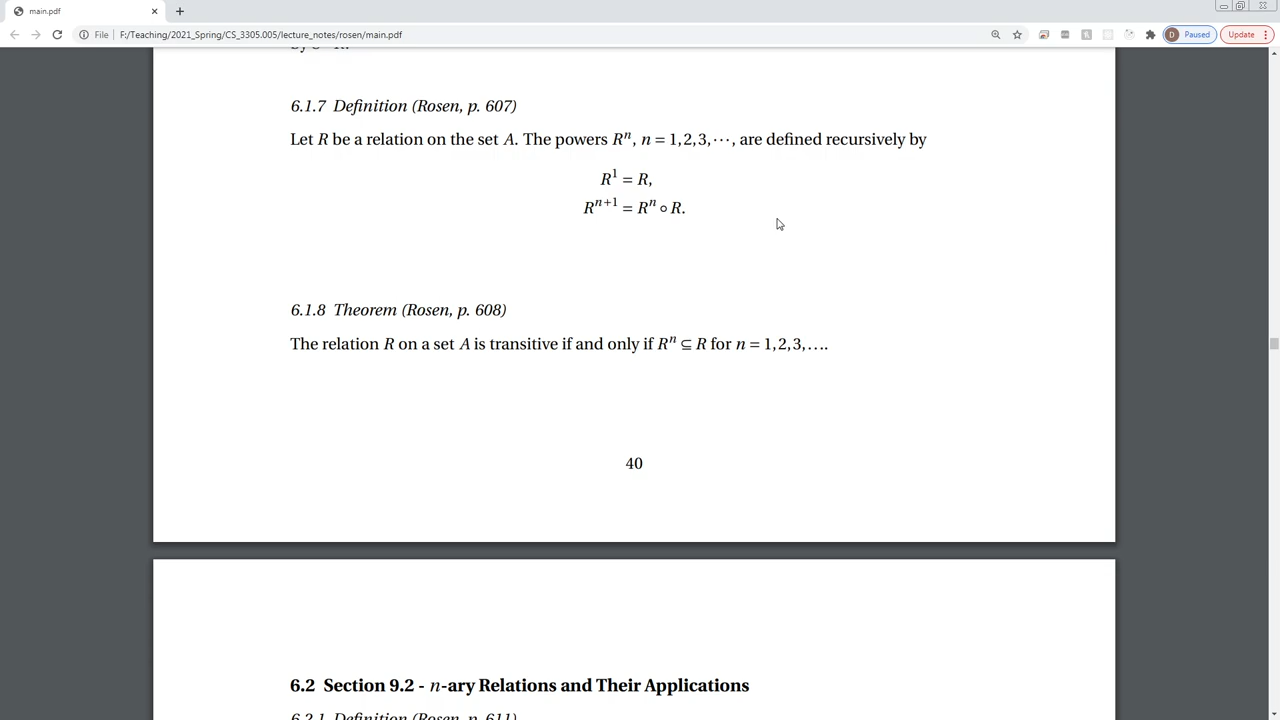 main.pdf
File F:/Teaching/2021_Spring/CS_3305.005/lecture_notes/rosen/main.pdf
D Paused
Update
6.1.7 Definition (Rosen, p. 607)
Let R be a relation on the set A. The powers Rⁿ, n = 1,2,3,⋯, are defined recursively by
R¹ = R,
Rⁿ⁺¹ = Rⁿ ∘ R.
6.1.8 Theorem (Rosen, p. 608)
The relation R on a set A is transitive if and only if Rⁿ ⊆ R for n = 1,2,3,….
40
6.2 Section 9.2 - n-ary Relations and Their Applications
6.2.1 Definition (Rosen, p. 611)